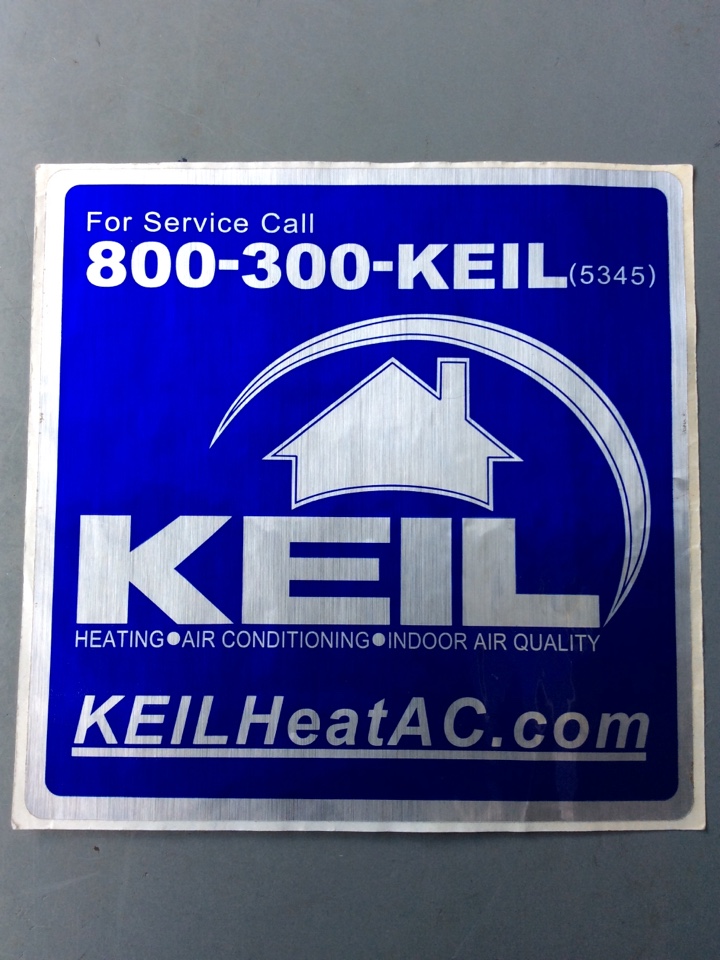 For Service Call
800-300-KEIL(5345)
KEIL
HEATING●AIR CONDITIONING●INDOOR AIR QUALITY
KEILHeatAC.com